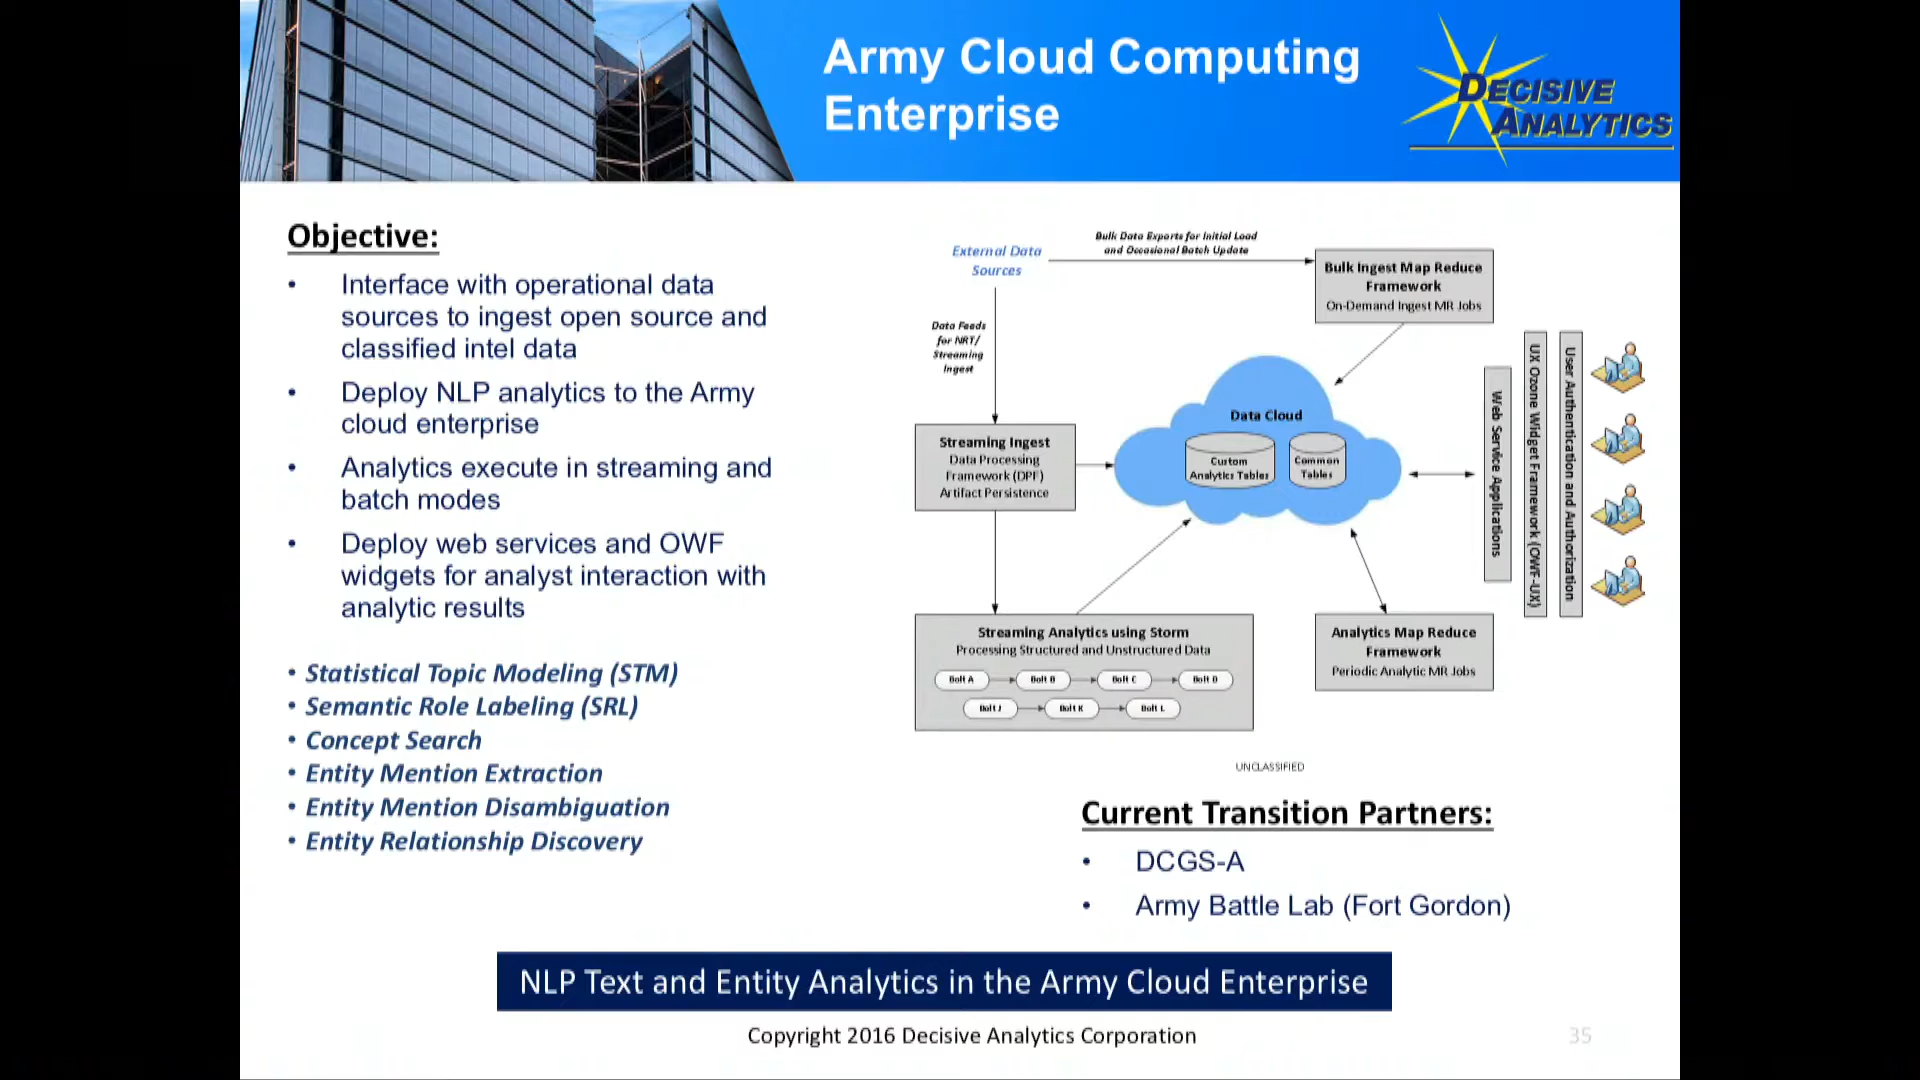 Army Cloud Computing
Enterprise
DECISIVE
ANALYTICS
Objective:
• Interface with operational data
sources to ingest open source and
classified intel data
• Deploy NLP analytics to the Army
cloud enterprise
• Analytics execute in streaming and
batch modes
• Deploy web services and OWF
widgets for analyst interaction with
analytic results
• Statistical Topic Modeling (STM)
• Semantic Role Labeling (SRL)
• Concept Search
• Entity Mention Extraction
• Entity Mention Disambiguation
• Entity Relationship Discovery
External Data
Sources
Bulk Data Exports for Initial Load
and Occasional Batch Update
Bulk Ingest Map Reduce
Framework
On-Demand Ingest MR Jobs
Data Feeds
for NRT/
Streaming
Ingest
Streaming Ingest
Data Processing
Framework (DPF)
Artifact Persistence
Data Cloud
Custom
Analytics Tables
Common
Tables
Web Service Applications
UX Ozone Widget Framework (OWF-UX)
User Authentication and Authorization
Streaming Analytics using Storm
Processing Structured and Unstructured Data
Bolt A
Bolt B
Bolt C
Bolt D
Bolt J
Bolt K
Bolt L
Analytics Map Reduce
Framework
Periodic Analytic MR Jobs
UNCLASSIFIED
Current Transition Partners:
• DCGS-A
• Army Battle Lab (Fort Gordon)
NLP Text and Entity Analytics in the Army Cloud Enterprise
Copyright 2016 Decisive Analytics Corporation
35